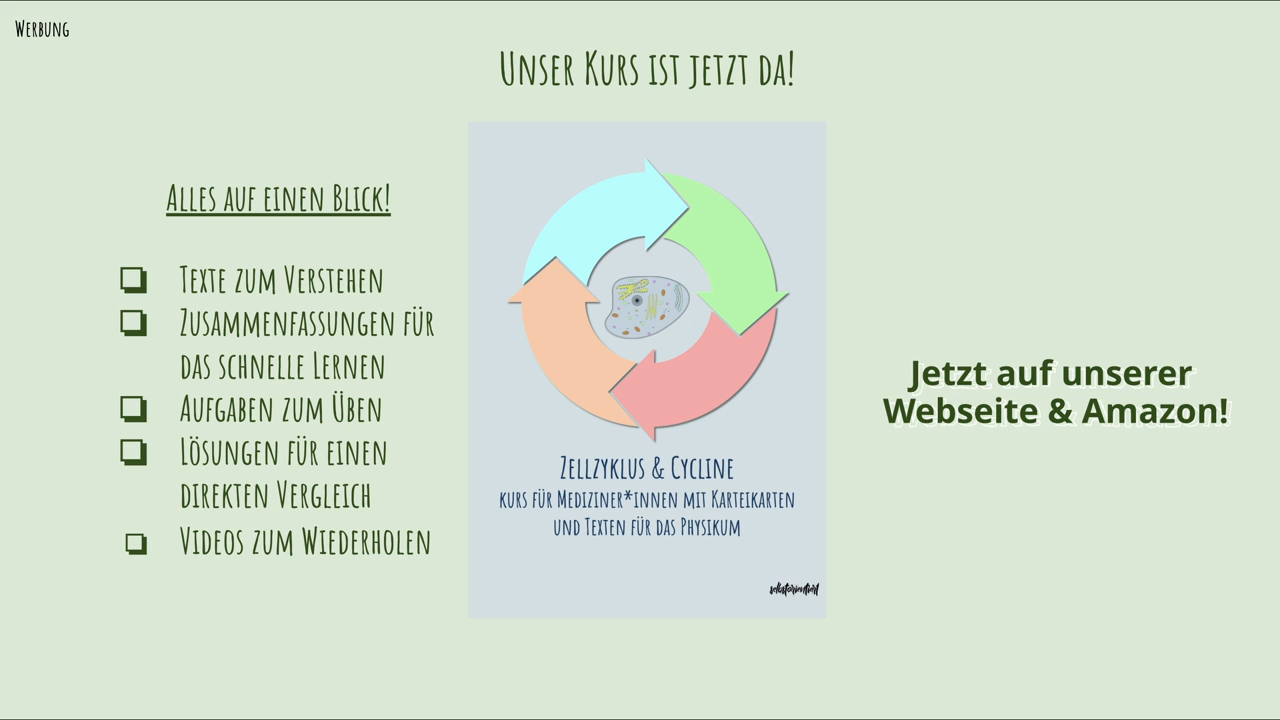 Werbung
Unser Kurs ist jetzt da!
Alles auf einen Blick!
Texte zum Verstehen
Zusammenfassungen für
das schnelle Lernen
Aufgaben zum Üben
Lösungen für einen
direkten Vergleich
Videos zum Wiederholen
Zellzyklus & Cycline
kurs für Mediziner*innen mit Karteikarten
und Texten für das Physikum
selbstorientiert
Jetzt auf unserer
Webseite & Amazon!